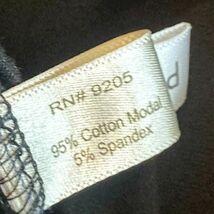 RN# 9205
95% Cotton Modal
5% Spandex